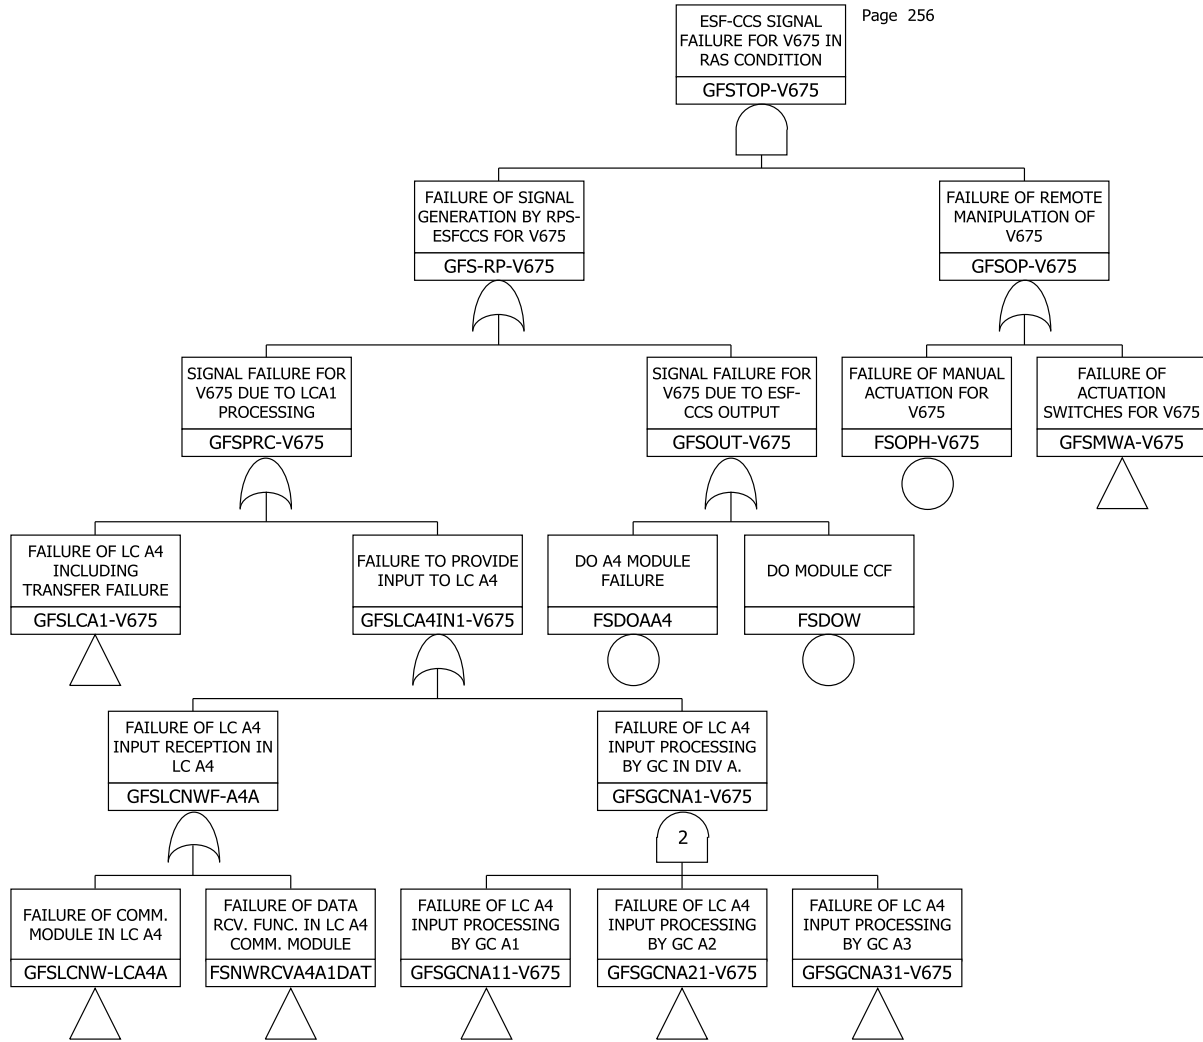 ESF-CCS SIGNAL
FAILURE FOR V675 IN
RAS CONDITION
GFSTOP-V675
Page 256
FAILURE OF SIGNAL
GENERATION BY RPS-
ESFCCS FOR V675
GFS-RP-V675
FAILURE OF REMOTE
MANIPULATION OF
V675
GFSOP-V675
SIGNAL FAILURE FOR
V675 DUE TO LCA1
PROCESSING
GFSPRC-V675
SIGNAL FAILURE FOR
V675 DUE TO ESF-
CCS OUTPUT
GFSOUT-V675
FAILURE OF MANUAL
ACTUATION FOR
V675
FSOPH-V675
FAILURE OF
ACTUATION
SWITCHES FOR V675
GFSMWA-V675
FAILURE OF LC A4
INCLUDING
TRANSFER FAILURE
GFSLCA1-V675
FAILURE TO PROVIDE
INPUT TO LC A4
GFSLCA4IN1-V675
DO A4 MODULE
FAILURE
FSDOAA4
DO MODULE CCF
FSDOW
FAILURE OF LC A4
INPUT RECEPTION IN
LC A4
GFSLCNWF-A4A
FAILURE OF LC A4
INPUT PROCESSING
BY GC IN DIV A.
GFSGCNA1-V675
2
FAILURE OF COMM.
MODULE IN LC A4
GFSLCNW-LCA4A
FAILURE OF DATA
RCV. FUNC. IN LC A4
COMM. MODULE
FSNWRCVA4A1DAT
FAILURE OF LC A4
INPUT PROCESSING
BY GC A1
GFSGCNA11-V675
FAILURE OF LC A4
INPUT PROCESSING
BY GC A2
GFSGCNA21-V675
FAILURE OF LC A4
INPUT PROCESSING
BY GC A3
GFSGCNA31-V675